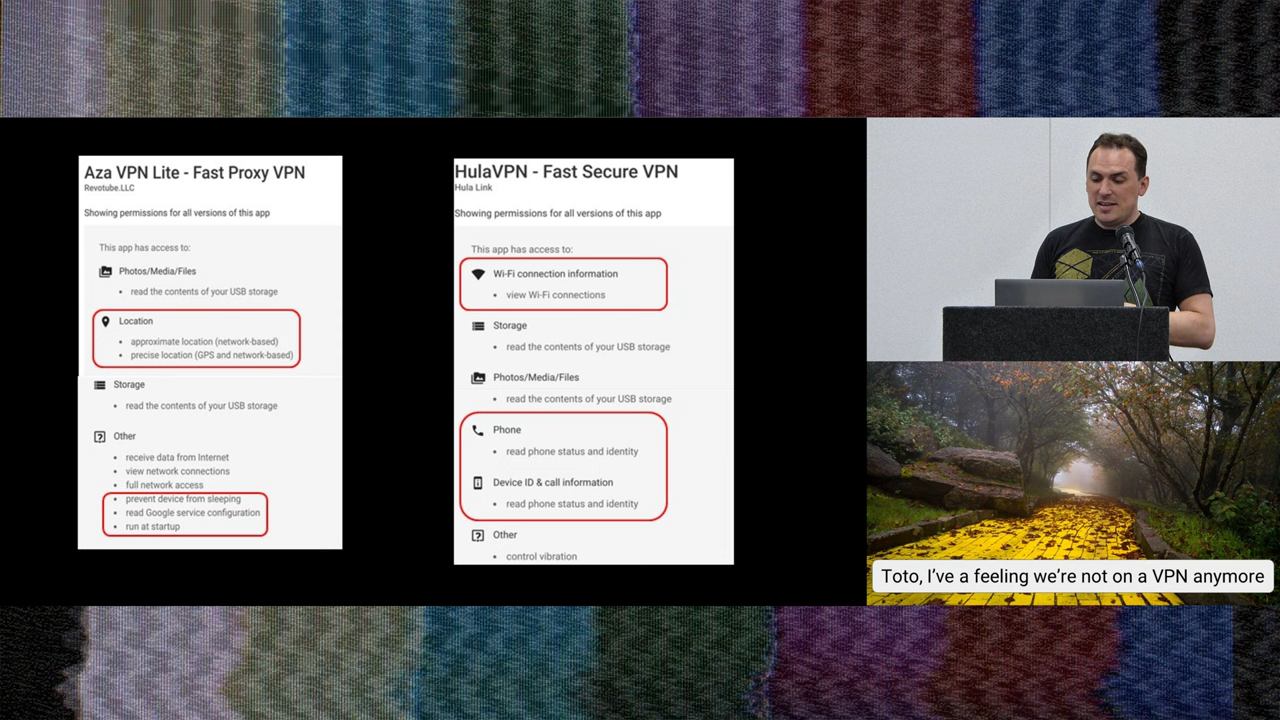 Aza VPN Lite - Fast Proxy VPN
Revotube.LLC
Showing permissions for all versions of this app
This app has access to:
Photos/Media/Files
• read the contents of your USB storage
Location
• approximate location (network-based)
• precise location (GPS and network-based)
Storage
• read the contents of your USB storage
Other
• receive data from Internet
• view network connections
• full network access
• prevent device from sleeping
• read Google service configuration
• run at startup
HulaVPN - Fast Secure VPN
Hula Link
Showing permissions for all versions of this app
This app has access to:
Wi-Fi connection information
• view Wi-Fi connections
Storage
• read the contents of your USB storage
Photos/Media/Files
• read the contents of your USB storage
Phone
• read phone status and identity
Device ID & call information
• read phone status and identity
Other
• control vibration
Toto, I've a feeling we're not on a VPN anymore